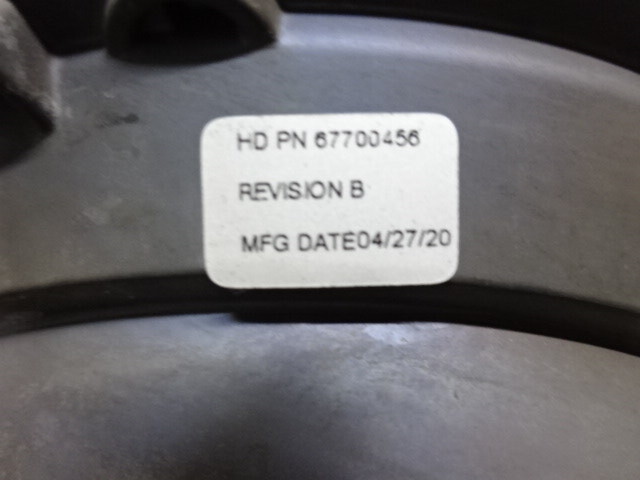 HD PN 67700456
REVISION B
MFG DATE04/27/20